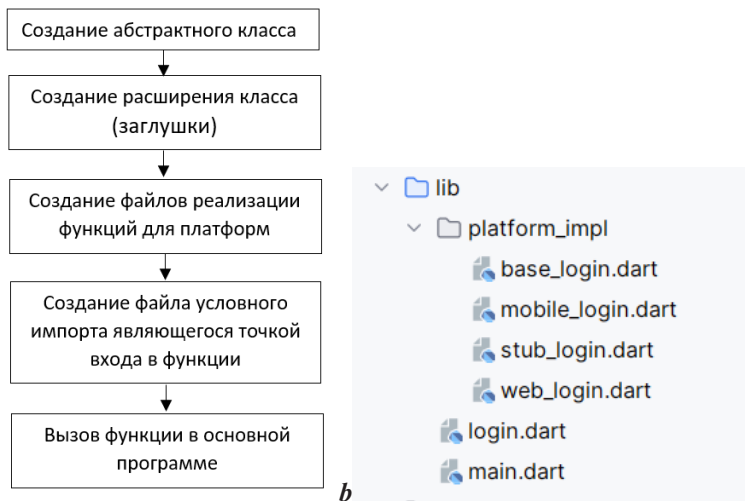 Создание абстрактного класса
Создание расширения класса
(заглушки)
Создание файлов реализации
функций для платформ
Создание файла условного
импорта являющегося точкой
входа в функции
Вызов функции в основной
программе
b
lib
platform_impl
base_login.dart
mobile_login.dart
stub_login.dart
web_login.dart
login.dart
main.dart